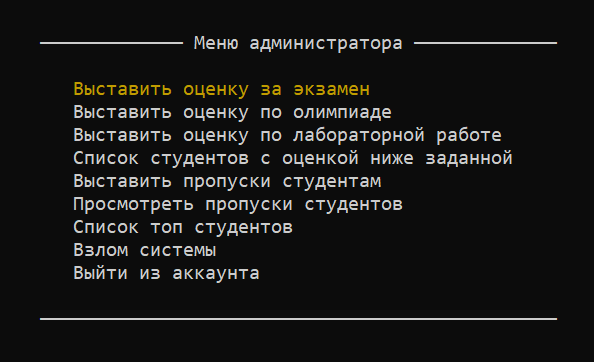 Меню администратора
Выставить оценку за экзамен
Выставить оценку по олимпиаде
Выставить оценку по лабораторной работе
Список студентов с оценкой ниже заданной
Выставить пропуски студентам
Просмотреть пропуски студентов
Список топ студентов
Взлом системы
Выйти из аккаунта